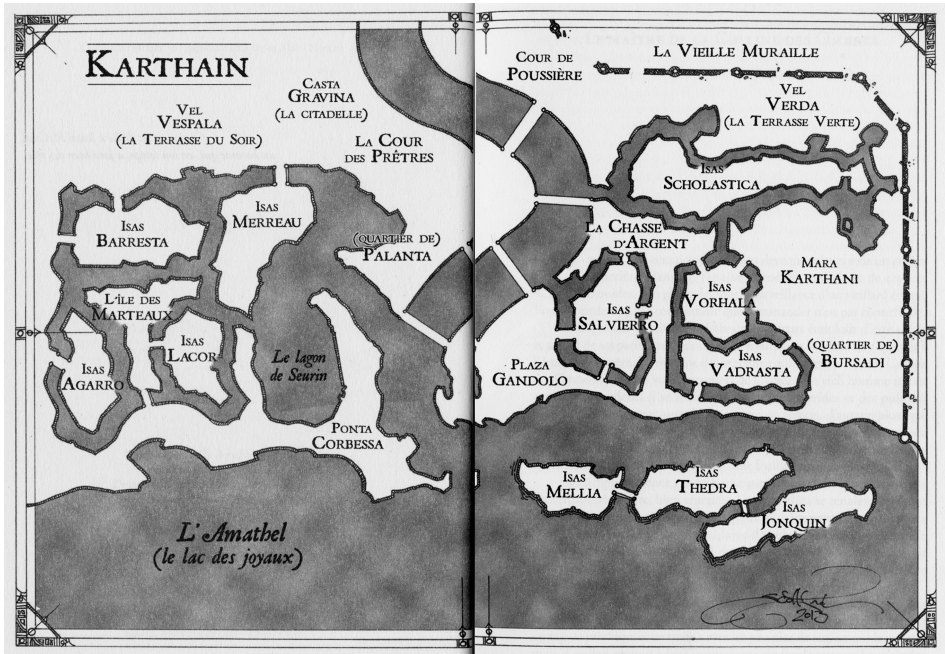 KARTHAIN
VEL
VESPALA
(LA TERRASSE DU SOIR)
CASTA
GRAVINA
(LA CITADELLE)
LA COUR
DES PRÊTRES
COUR DE
POUSSIÈRE
LA VIEILLE MURAILLE
VEL
VERDA
(LA TERRASSE VERTE)
ISAS
SCHOLASTICA
ISAS
BARRESTA
ISAS
MERREAU
(QUARTIER DE)
PALANTA
LA CHASSE
D'ARGENT
MARA
KARTHANI
L'ÎLE DES
MARTEAUX
ISAS
LACOR
ISAS
AGARRO
Le lagon
de Seurin
ISAS
SALVIERRO
ISAS
VORHALA
ISAS
VADRASTA
(QUARTIER DE)
BURSADI
PLAZA
GANDOLO
PONTA
CORBESSA
ISAS
MELLIA
ISAS
THEDRA
ISAS
JONQUIN
L'Amathel
(le lac des joyaux)
2013